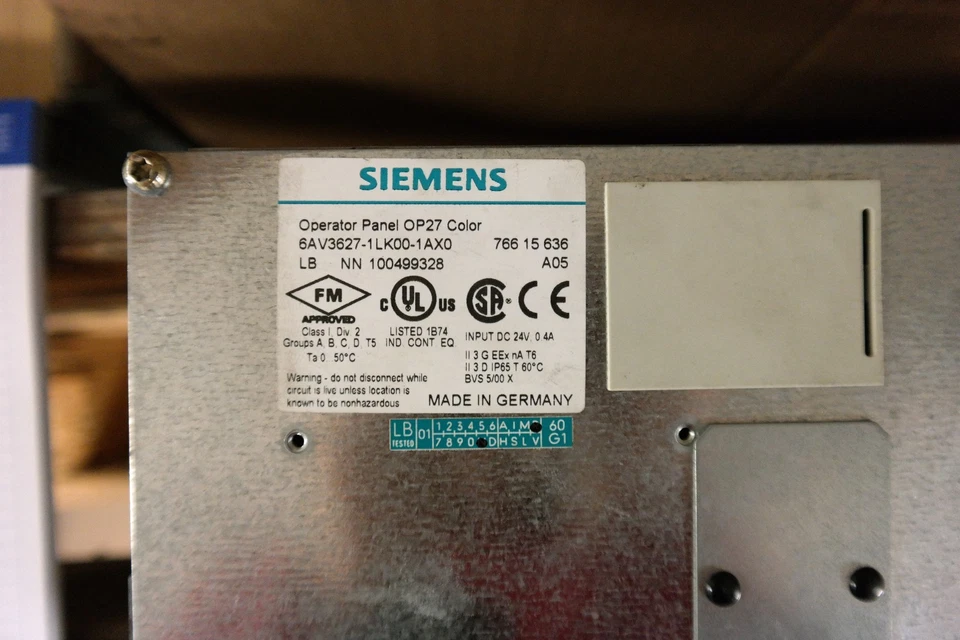 SIEMENS
Operator Panel OP27 Color
6AV3627-1LK00-1AX0 766 15 636
LB NN 100499328 A05
FM
APPROVED
Class I, Div. 2
Groups A, B, C, D, T5
Ta 0 50°C
C UL US
LISTED 1B74
IND. CONT. EQ
SA
CE
INPUT DC 24V, 0.4A
II 3 G EEx nA T6
II 3 D IP65 T 60°C
BVS 5/00 X
Warning - do not disconnect while
circuit is live unless location is
known to be nonhazardous
MADE IN GERMANY
LB 01 1 2 3 4 5 6 A I M 60
TESTED 7 8 9 0 D H S L V G1